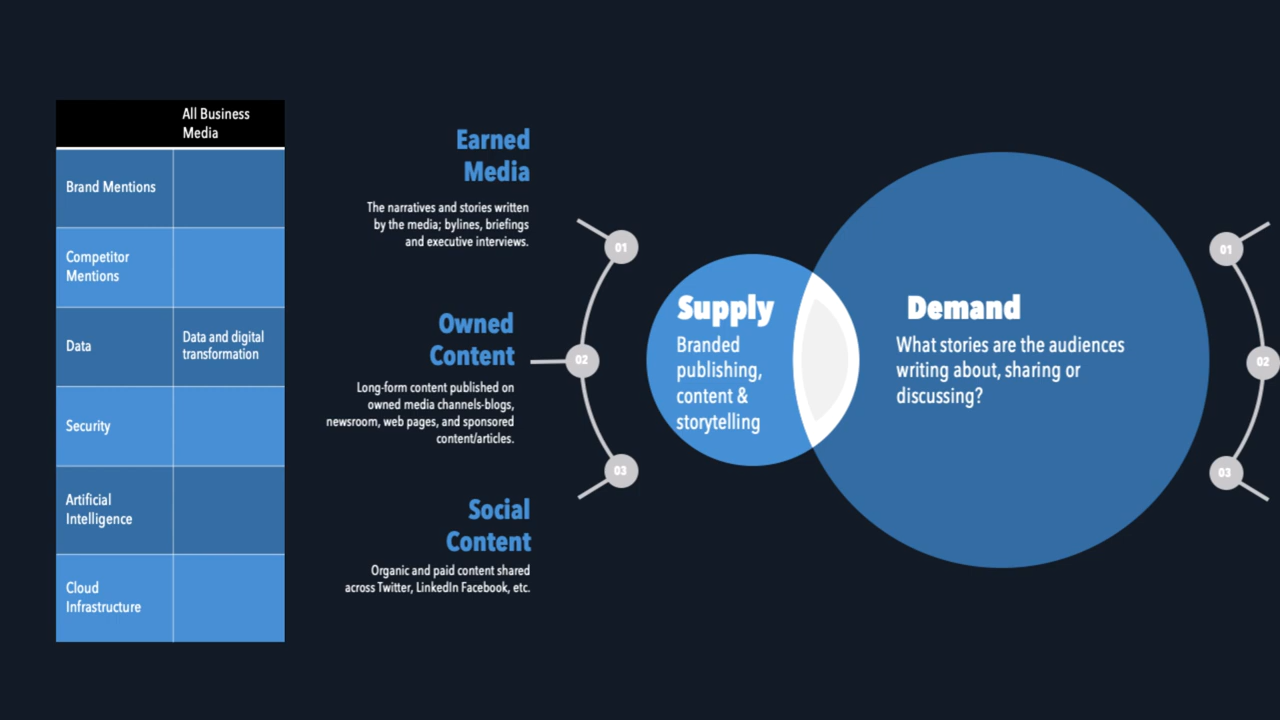 All Business
Media
Brand Mentions
Competitor
Mentions
Data
Data and digital
transformation
Security
Artificial
Intelligence
Cloud
Infrastructure
Earned
Media
The narratives and stories written
by the media; bylines, briefings
and executive interviews.
Owned
Content
Long-form content published on
owned media channels-blogs,
newsroom, web pages, and sponsored
content/articles.
Social
Content
Organic and paid content shared
across Twitter, LinkedIn Facebook, etc.
01
02
03
Supply
Branded
publishing,
content &
storytelling
Demand
What stories are the audiences
writing about, sharing or
discussing?
01
02
03